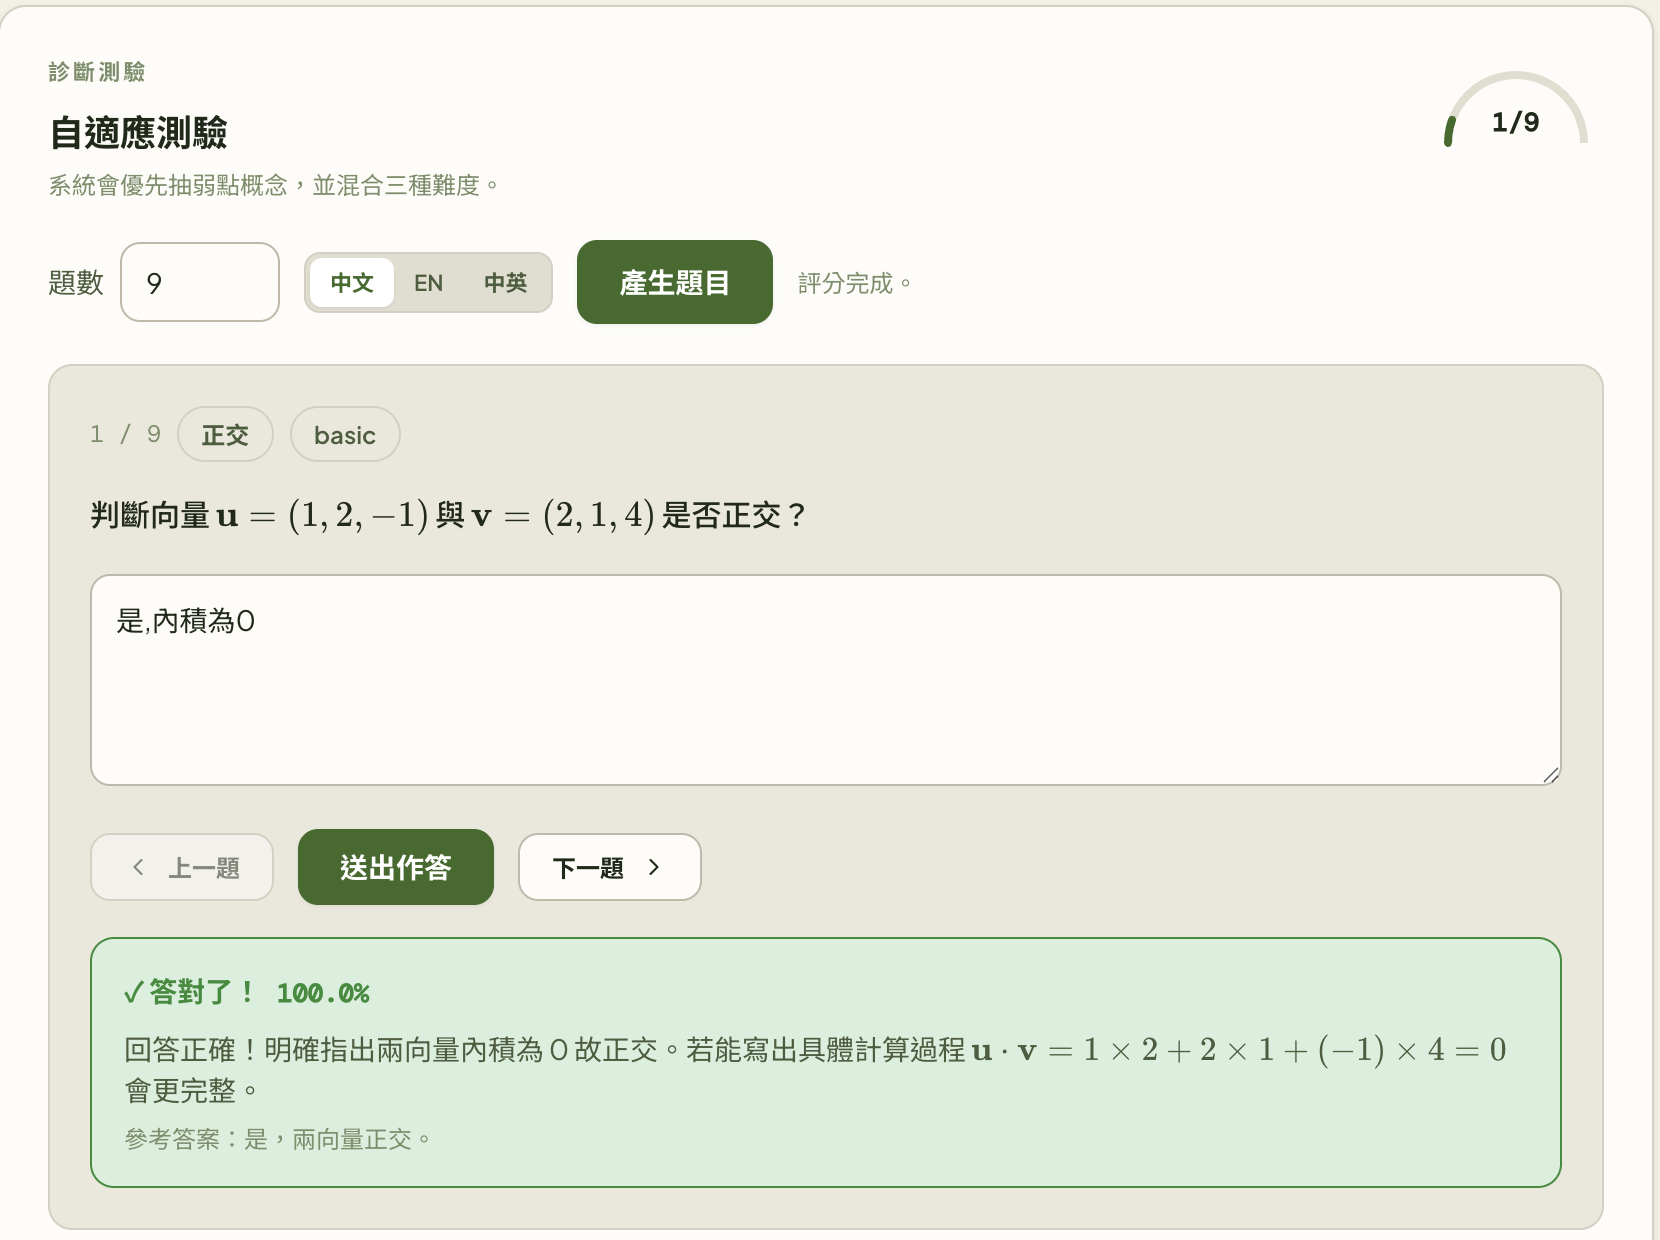 診斷測驗
自適應測驗
1/9
系統會優先抽弱點概念，並混合三種難度。
題數 9 中文 EN 中英 產生題目 評分完成。
1 / 9 正交 basic
判斷向量 u = (1, 2, −1) 與 v = (2, 1, 4) 是否正交？
是,內積為0
上一題 送出作答 下一題
✓答對了！ 100.0%
回答正確！明確指出兩向量內積為 0 故正交。若能寫出具體計算過程 u · v = 1 × 2 + 2 × 1 + (−1) × 4 = 0
會更完整。
參考答案：是，兩向量正交。